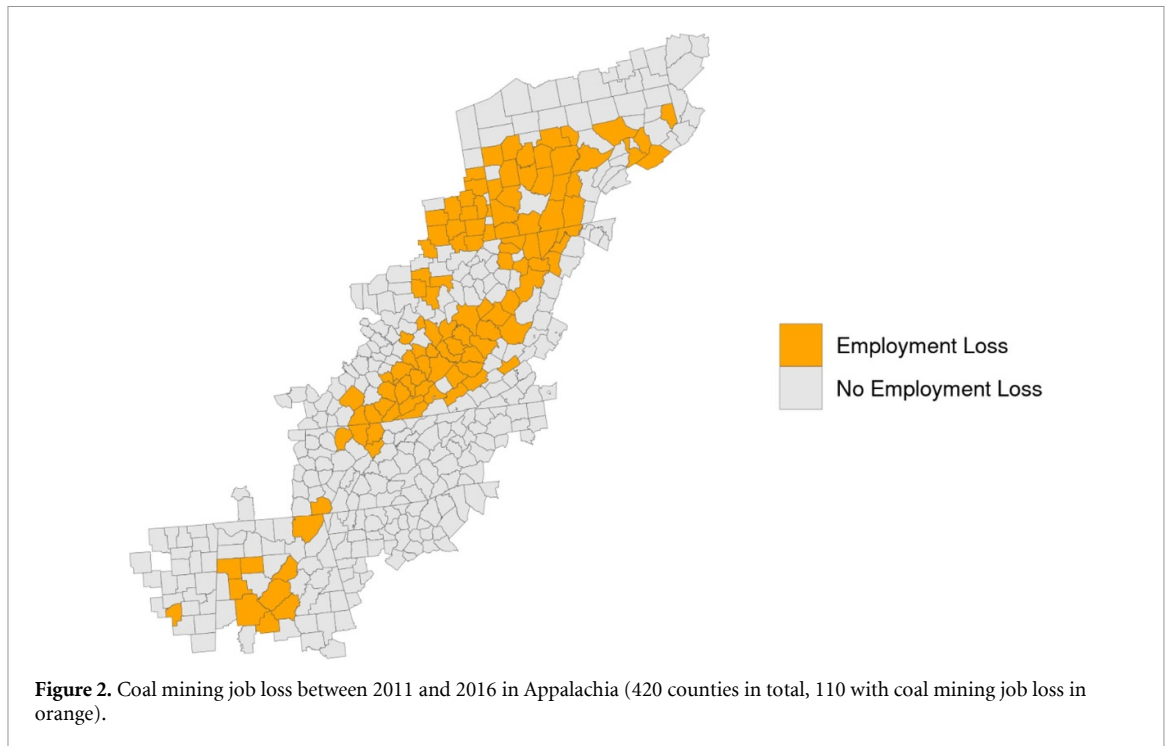 Employment Loss
No Employment Loss
Figure 2. Coal mining job loss between 2011 and 2016 in Appalachia (420 counties in total, 110 with coal mining job loss in
orange).